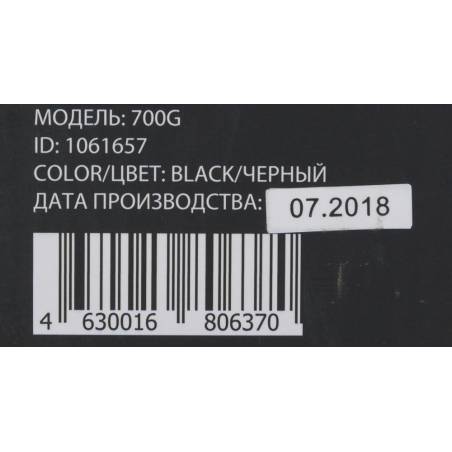 МОДЕЛЬ: 700G
ID: 1061657
COLOR/ЦВЕТ: BLACK/ЧЕРНЫЙ
ДАТА ПРОИЗВОДСТВА: 07.2018
4 630016 806370